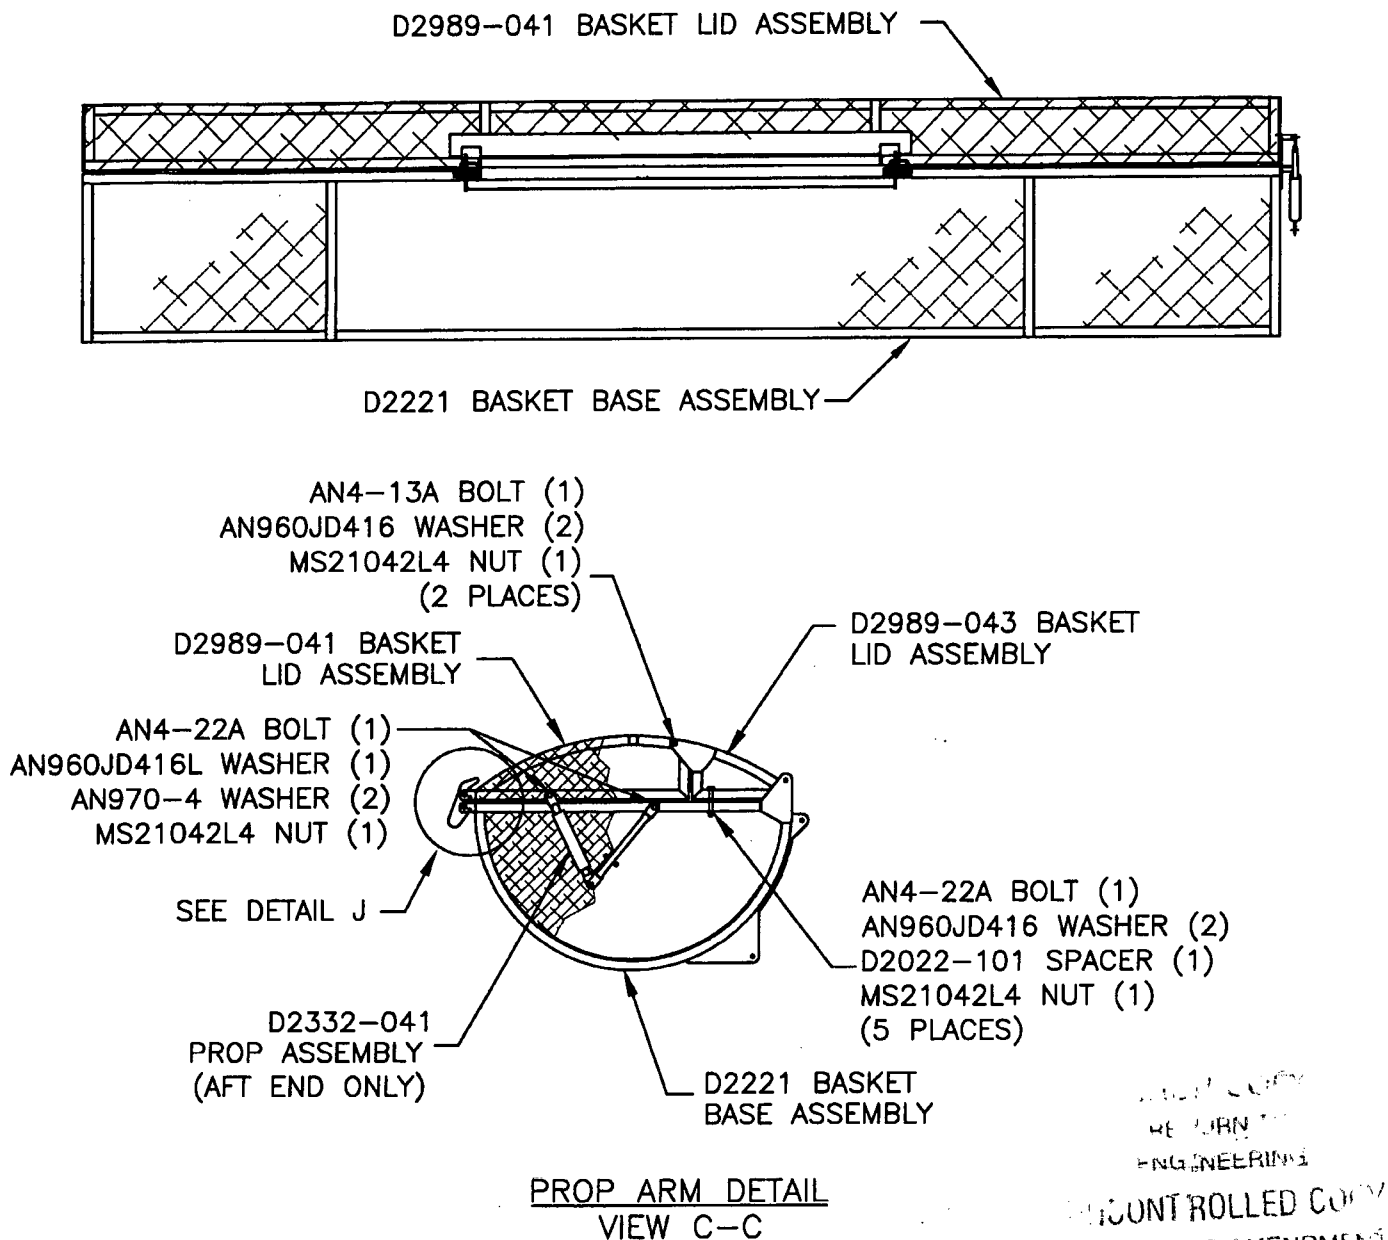 D2989-041 BASKET LID ASSEMBLY
D2221 BASKET BASE ASSEMBLY
AN4-13A BOLT (1)
AN960JD416 WASHER (2)
MS21042L4 NUT (1)
(2 PLACES)
D2989-041 BASKET
LID ASSEMBLY
D2989-043 BASKET
LID ASSEMBLY
AN4-22A BOLT (1)
AN960JD416L WASHER (1)
AN970-4 WASHER (2)
MS21042L4 NUT (1)
SEE DETAIL J
AN4-22A BOLT (1)
AN960JD416 WASHER (2)
D2022-101 SPACER (1)
MS21042L4 NUT (1)
(5 PLACES)
D2332-041
PROP ASSEMBLY
(AFT END ONLY)
D2221 BASKET
BASE ASSEMBLY
PROP ARM DETAIL
VIEW C-C
COPY
ENGINEERING